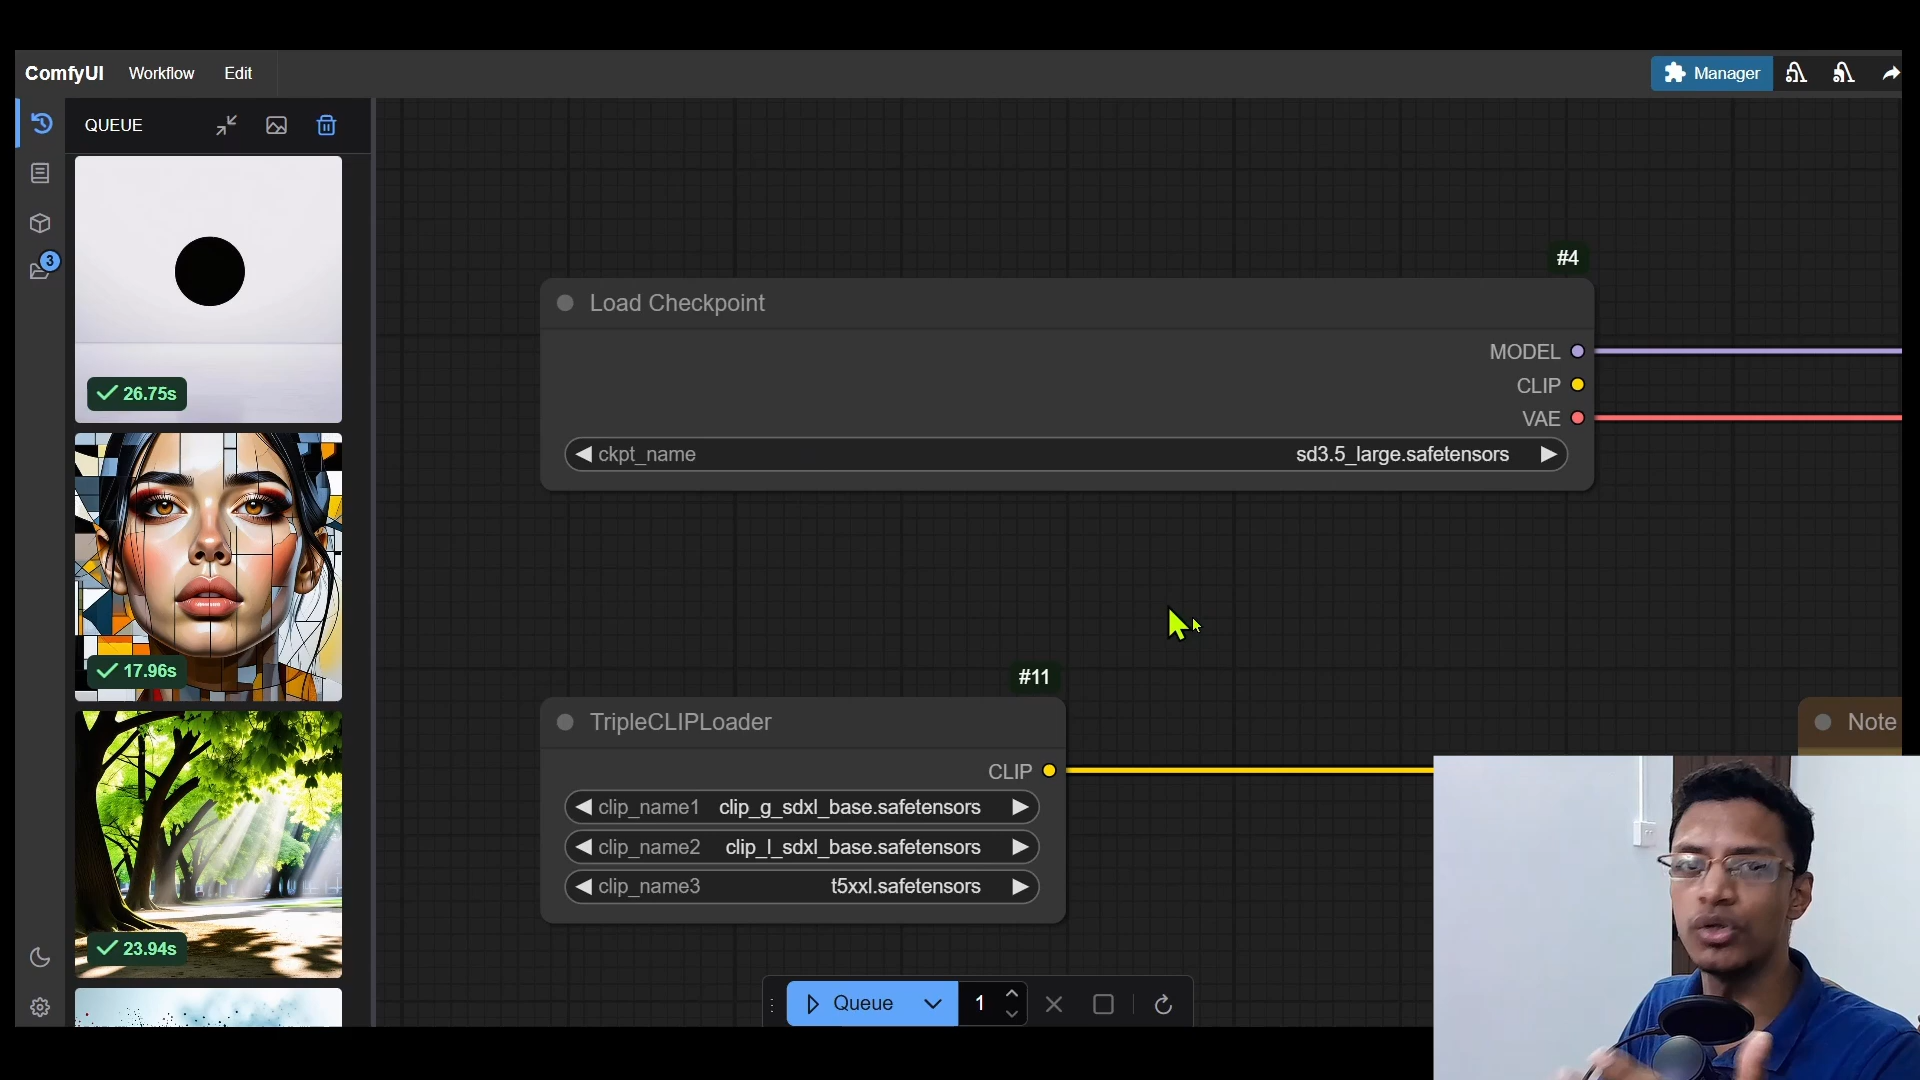 ComfyUI Workflow Edit Manager
QUEUE
3
26.75s
17.96s
23.94s
#4
Load Checkpoint
MODEL
CLIP
VAE
ckpt_name sd3.5_large.safetensors
#11
TripleCLIPLoader
CLIP
clip_name1 clip_g_sdxl_base.safetensors
clip_name2 clip_l_sdxl_base.safetensors
clip_name3 t5xxl.safetensors
Note
Queue 1